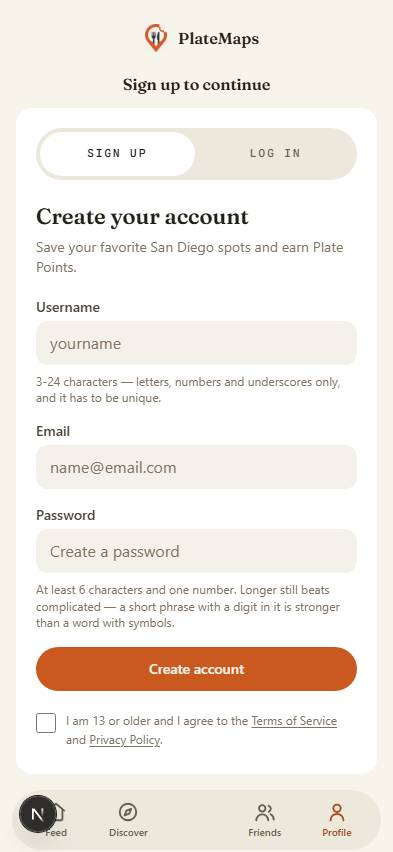 PlateMaps
Sign up to continue
SIGN UP LOG IN
Create your account
Save your favorite San Diego spots and earn Plate
Points.
Username
yourname
3-24 characters — letters, numbers and underscores only,
and it has to be unique.
Email
name@email.com
Password
Create a password
At least 6 characters and one number. Longer still beats
complicated — a short phrase with a digit in it is stronger
than a word with symbols.
Create account
I am 13 or older and I agree to the Terms of Service
and Privacy Policy.
N
Feed Discover Friends Profile